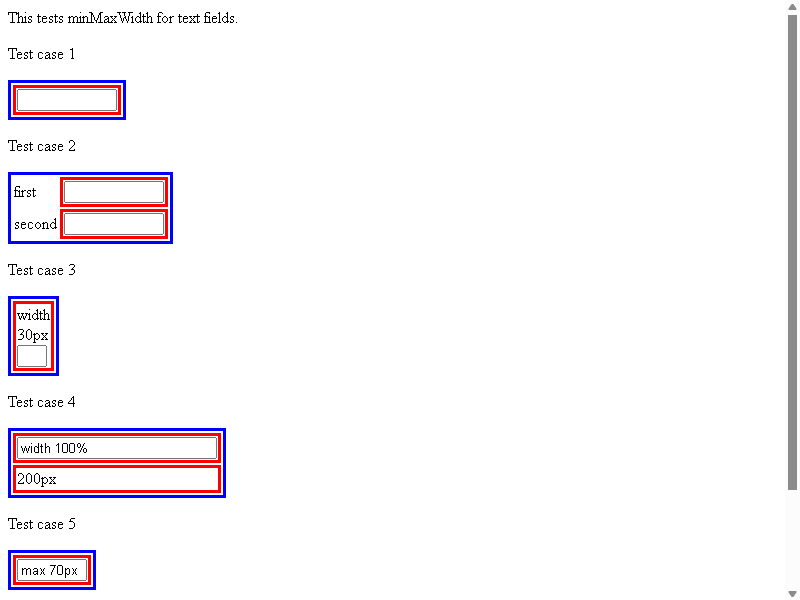 This tests minMaxWidth for text fields.
Test case 1
Test case 2
first
second
Test case 3
width
30px
Test case 4
width 100%
200px
Test case 5
max 70px